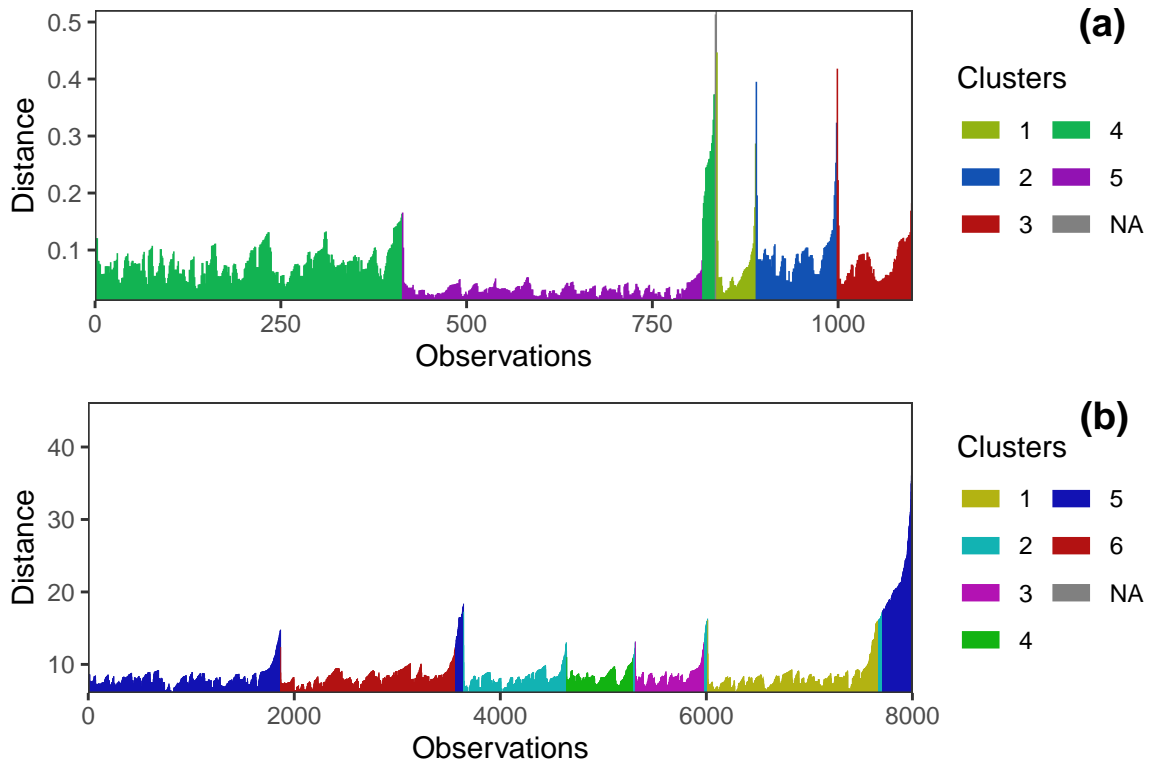 (a)
0.5
0.4
0.3
0.2
0.1
Distance
0 250 500 750 1000
Observations
Clusters
1 4
2 5
3 NA
(b)
40
30
20
10
Distance
0 2000 4000 6000 8000
Observations
Clusters
1 5
2 6
3 NA
4